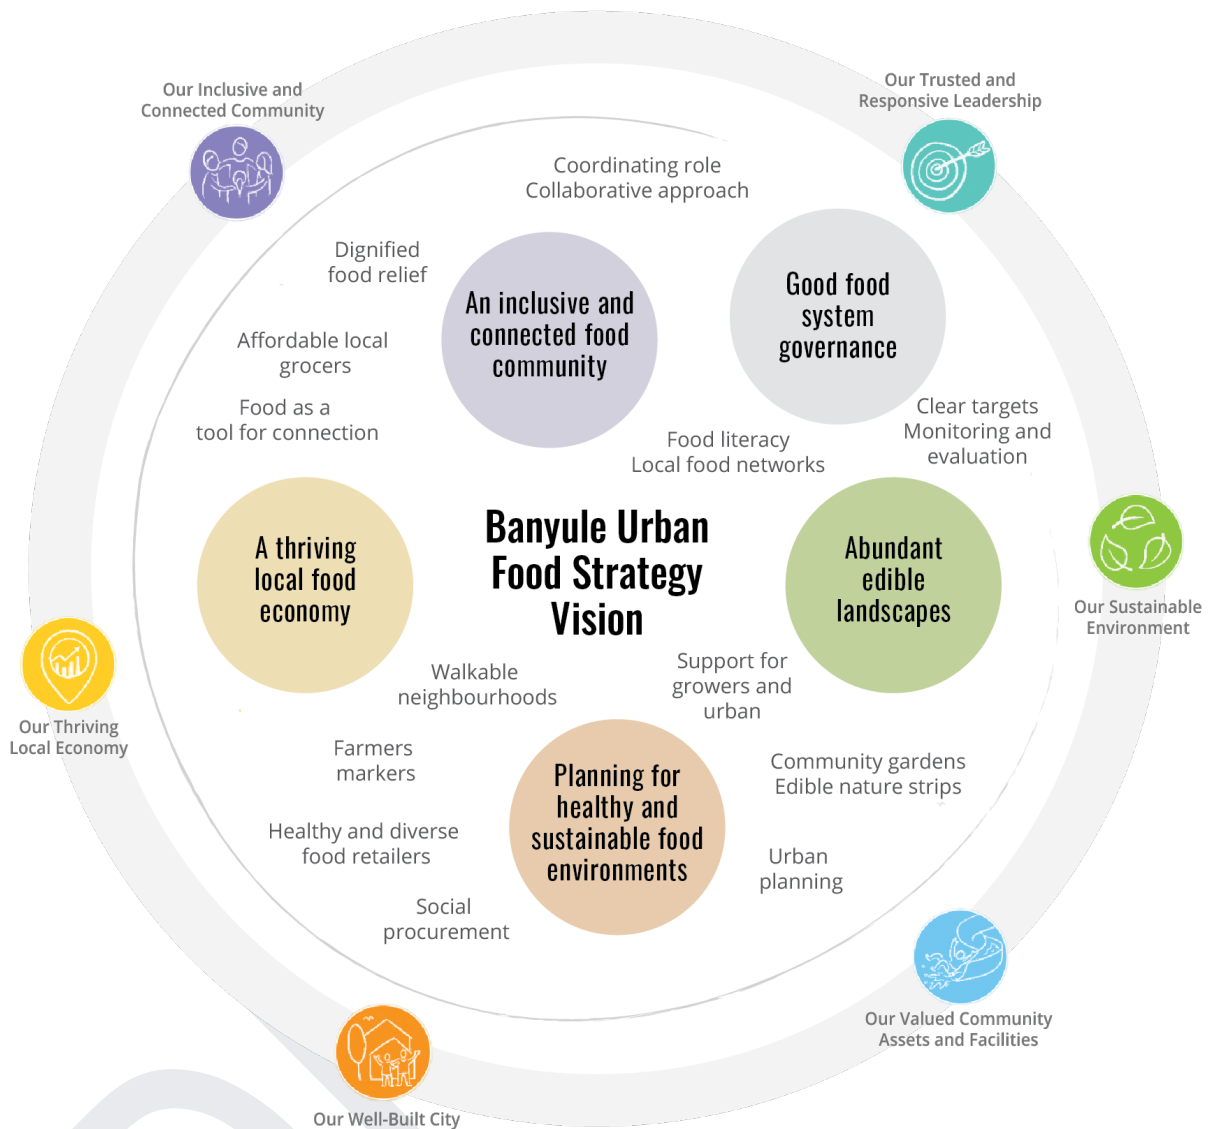 Our Inclusive and
Connected Community
Our Trusted and
Responsive Leadership
Coordinating role
Collaborative approach
Dignified
food relief
An inclusive and
connected food
community
Good food
system
governance
Affordable local
grocers
Food as a
tool for connection
Clear targets
Monitoring and
evaluation
Food literacy
Local food networks
A thriving
local food
economy
Banyule Urban
Food Strategy
Vision
Abundant
edible
landscapes
Our Sustainable
Environment
Walkable
neighbourhoods
Support for
growers and
urban
Our Thriving
Local Economy
Farmers
markers
Planning for
healthy and
sustainable food
environments
Community gardens
Edible nature strips
Healthy and diverse
food retailers
Urban
planning
Social
procurement
Our Valued Community
Assets and Facilities
Our Well-Built City